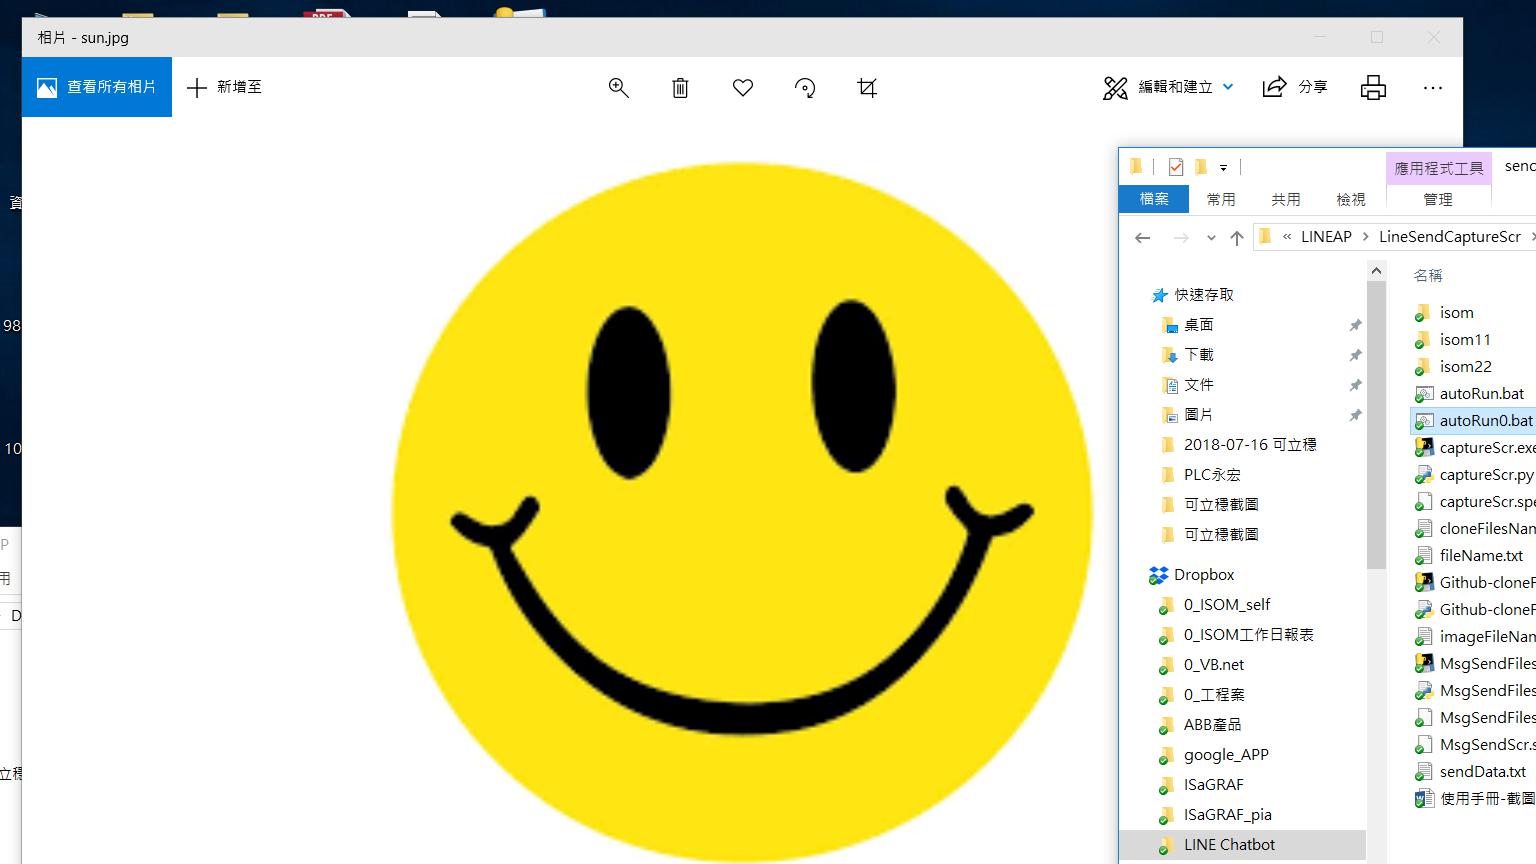 PDF
相片 - sun.jpg
查看所有相片
新增至
編輯和建立
分享
資
98
10
P
用
D
立穩
應用程式工具
檔案
常用
共用
檢視
管理
« LINEAP > LineSendCaptureScr >
快速存取
桌面
下載
文件
圖片
2018-07-16 可立穩
PLC永宏
可立穩截圖
可立穩截圖
Dropbox
0_ISOM_self
0_ISOM工作日報表
0_VB.net
0_工程案
ABB產品
google_APP
ISaGRAF
ISaGRAF_pia
LINE Chatbot
名稱
isom
isom11
isom22
autoRun.bat
autoRun0.bat
captureScr.exe
captureScr.py
captureScr.spe
cloneFilesNan
fileName.txt
Github-cloneF
Github-cloneF
imageFileNan
MsgSendFiles
MsgSendFiles
MsgSendFiles
MsgSendScr.s
sendData.txt
使用手冊-截圖